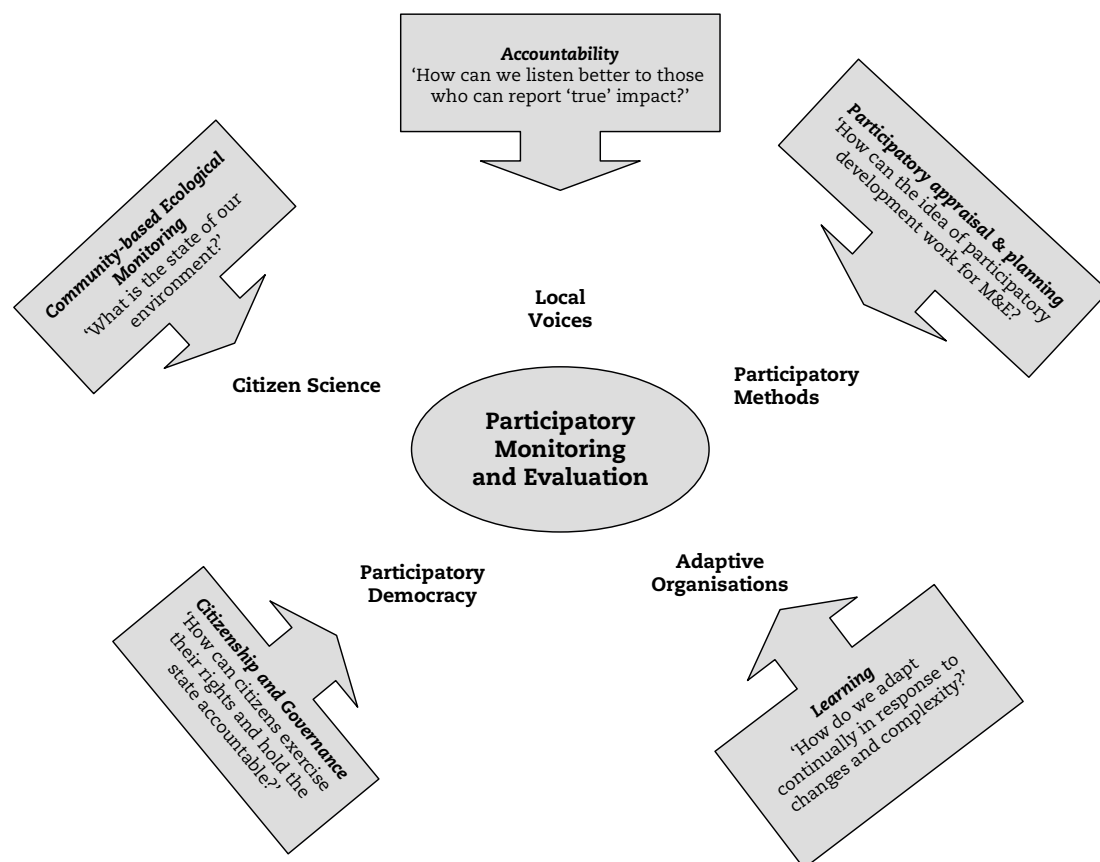 Accountability
‘How can we listen better to those
who can report ‘true’ impact?’
Participatory appraisal & planning
‘How can the idea of participatory
development work for M&E?
Community-based Ecological
Monitoring
‘What is the state of our
environment?’
Local
Voices
Citizen Science
Participatory
Methods
Participatory
Monitoring
and Evaluation
Participatory
Democracy
Adaptive
Organisations
Citizenship and Governance
‘How can citizens exercise
their rights and hold the
state accountable?’
Learning
‘How do we adapt
continually in response to
changes and complexity?’